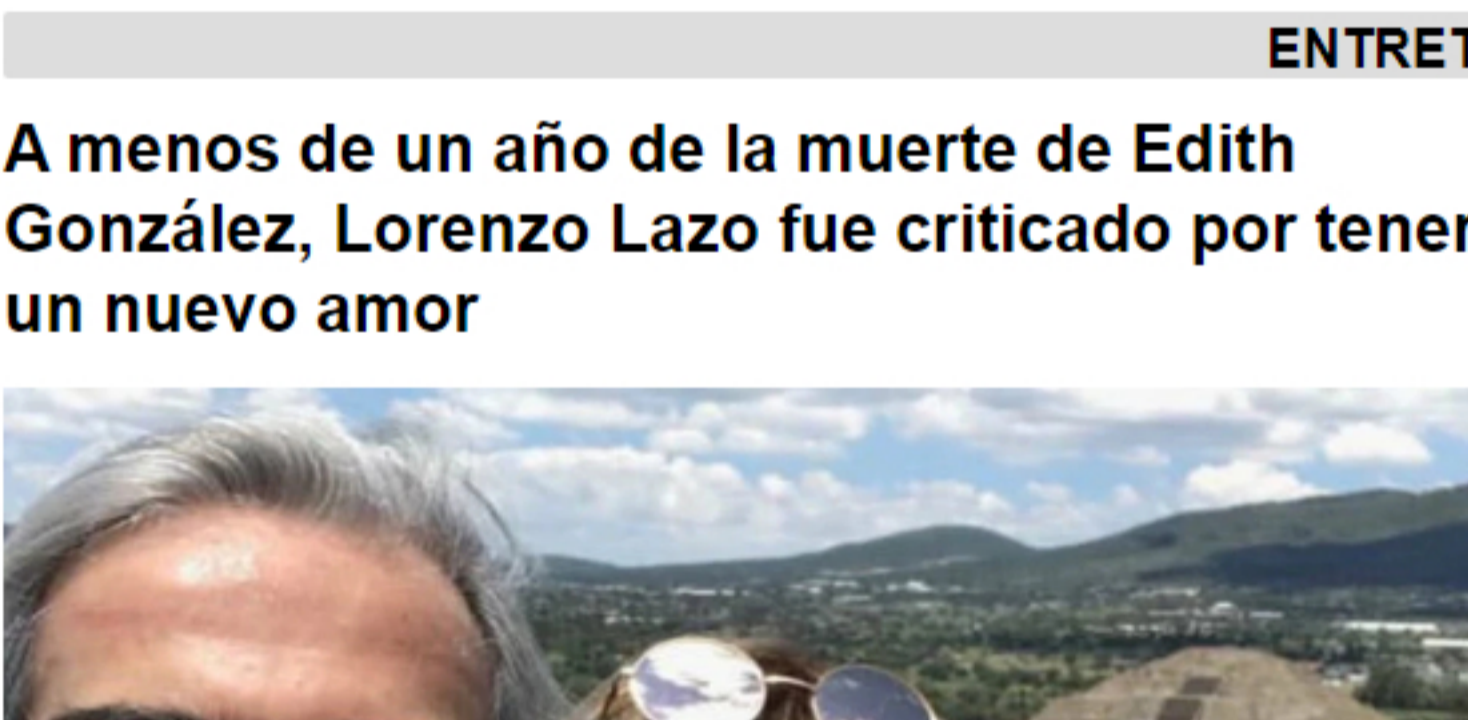 ENTRET
A menos de un año de la muerte de Edith
González, Lorenzo Lazo fue criticado por tener
un nuevo amor